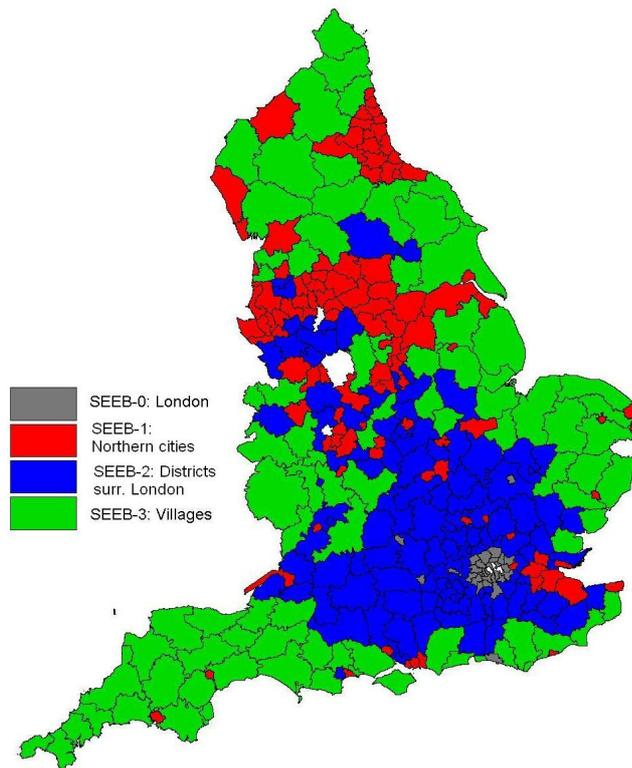 SEEB-0: London
SEEB-1:
Northern cities
SEEB-2: Districts
surr. London
SEEB-3: Villages